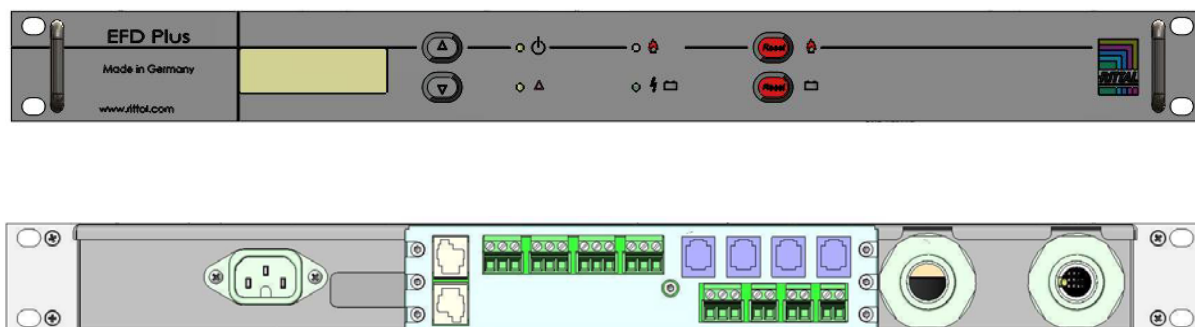 EFD Plus
Made in Germany
www.rittal.com
Reset
Reset
RITTAL